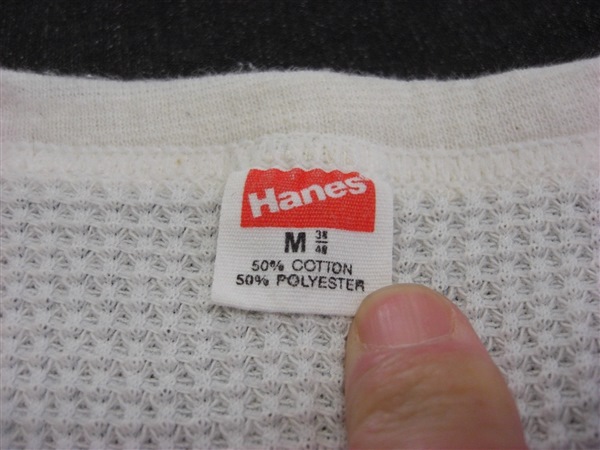 Hanes
M 38
40
50% COTTON
50% POLYESTER